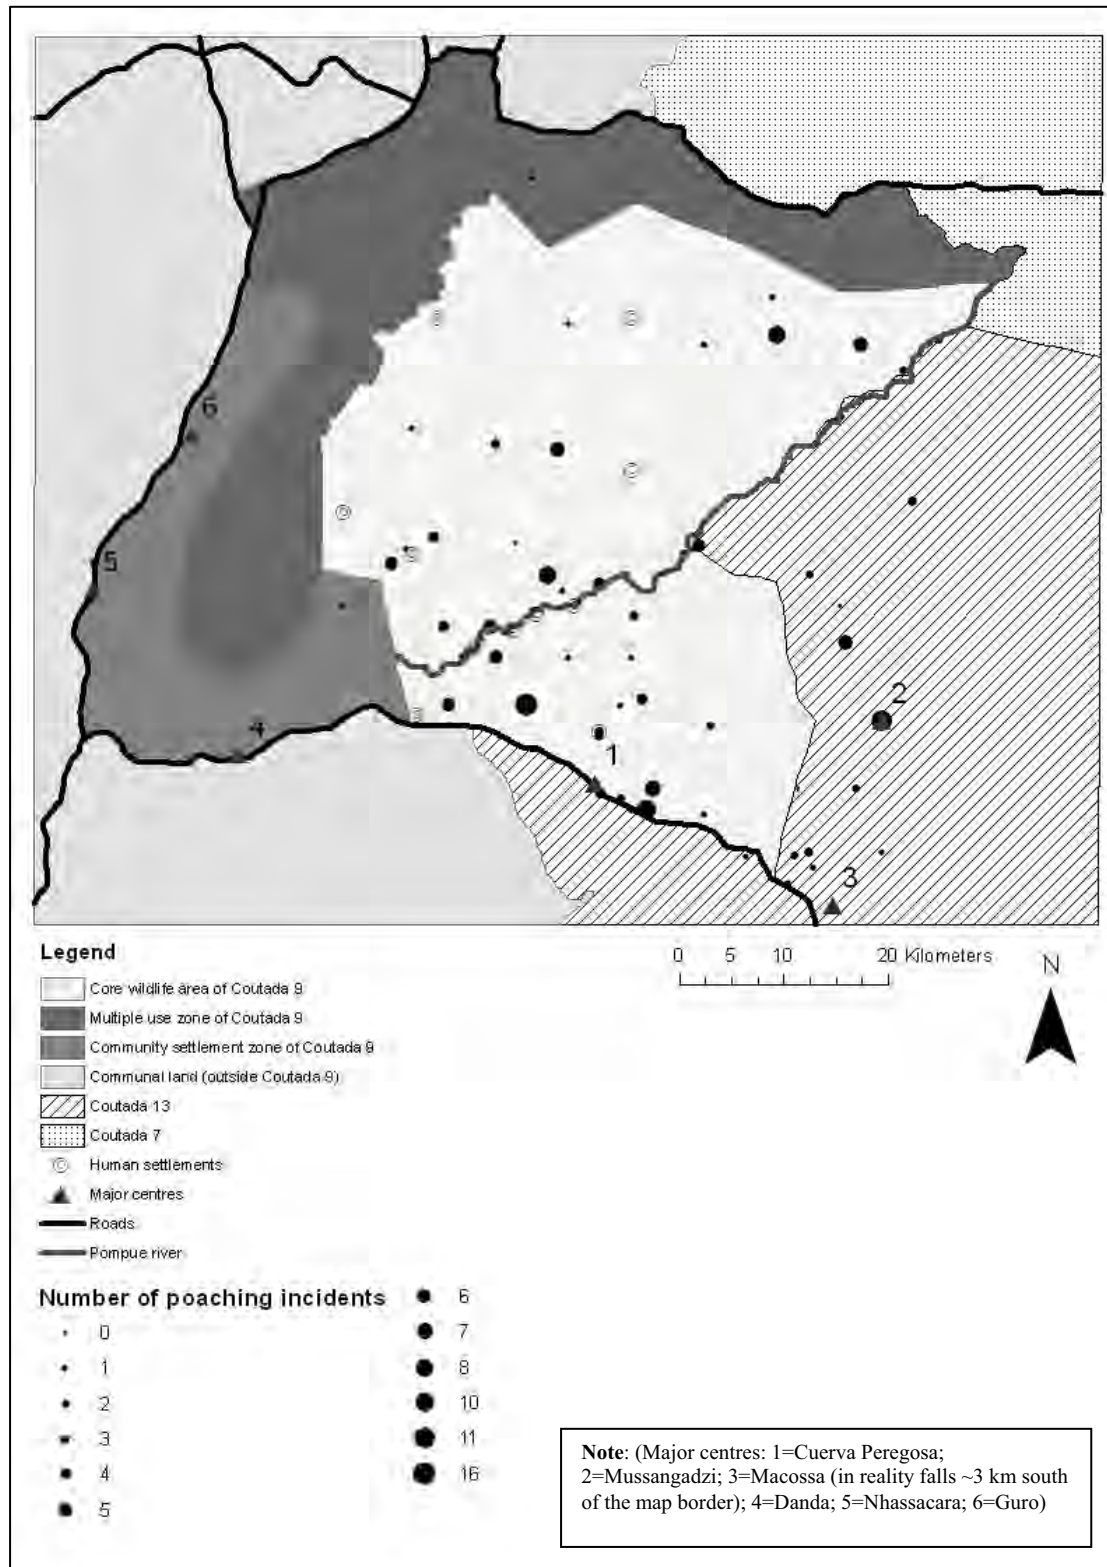 6
5
4
1
2
3
Legend
Core wildlife area of Coutada 9
Multiple use zone of Coutada 9
Community settlement zone of Coutada 9
Communal land (outside Coutada 9)
Coutada 13
Coutada 7
Human settlements
Major centres
Roads
Pompue river
0 5 10 20 Kilometers
N
Number of poaching incidents
0
1
2
3
4
5
6
7
8
10
11
16
Note: (Major centres: 1=Cuerva Peregosa;
2=Mussangadzi; 3=Macossa (in reality falls ~3 km south
of the map border); 4=Danda; 5=Nhassacara; 6=Guro)